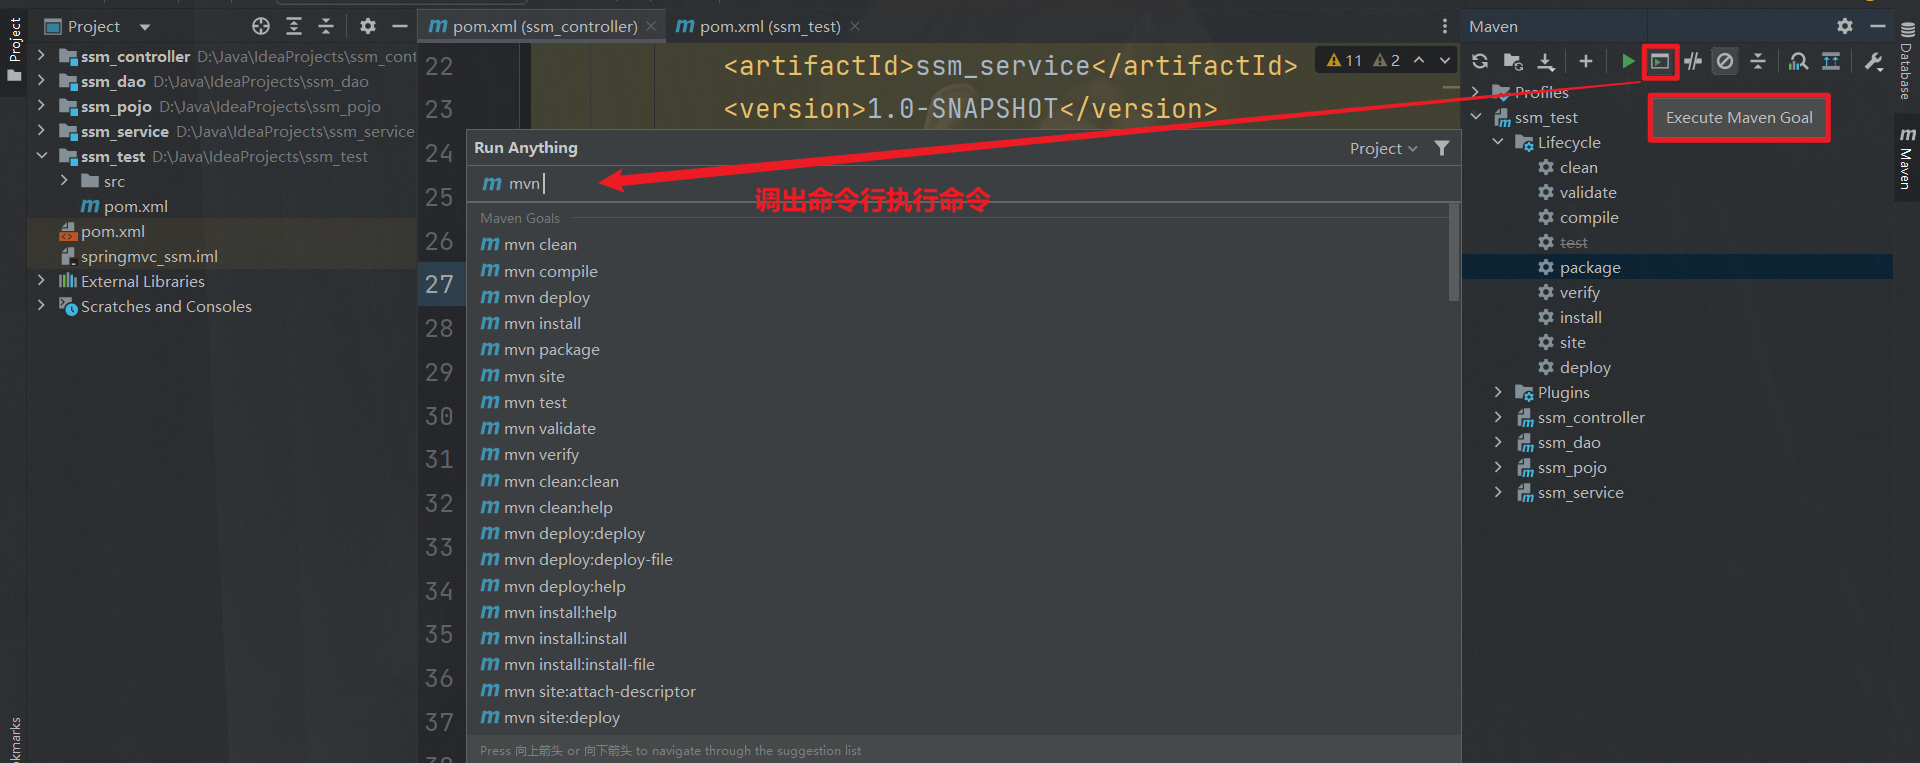 Project
Project
ssm_controller D:\Java\IdeaProjects\ssm_cont
ssm_dao D:\Java\IdeaProjects\ssm_dao
ssm_pojo D:\Java\IdeaProjects\ssm_pojo
ssm_service D:\Java\IdeaProjects\ssm_service
ssm_test D:\Java\IdeaProjects\ssm_test
src
pom.xml
pom.xml
springmvc_ssm.iml
External Libraries
Scratches and Consoles
pom.xml (ssm_controller)
pom.xml (ssm_test)
22 <artifactId>ssm_service</artifactId>
11 2
23 <version>1.0-SNAPSHOT</version>
24
25
26
27
28
29
30
31
32
33
34
35
36
37
Run Anything
Project
mvn
调出命令行执行命令
Maven Goals
mvn clean
mvn compile
mvn deploy
mvn install
mvn package
mvn site
mvn test
mvn validate
mvn verify
mvn clean:clean
mvn clean:help
mvn deploy:deploy
mvn deploy:deploy-file
mvn deploy:help
mvn install:help
mvn install:install
mvn install:install-file
mvn site:attach-descriptor
mvn site:deploy
Press 向上箭头 or 向下箭头 to navigate through the suggestion list
Maven
Profiles
Execute Maven Goal
ssm_test
Lifecycle
clean
validate
compile
test
package
verify
install
site
deploy
Plugins
ssm_controller
ssm_dao
ssm_pojo
ssm_service
Database
Maven